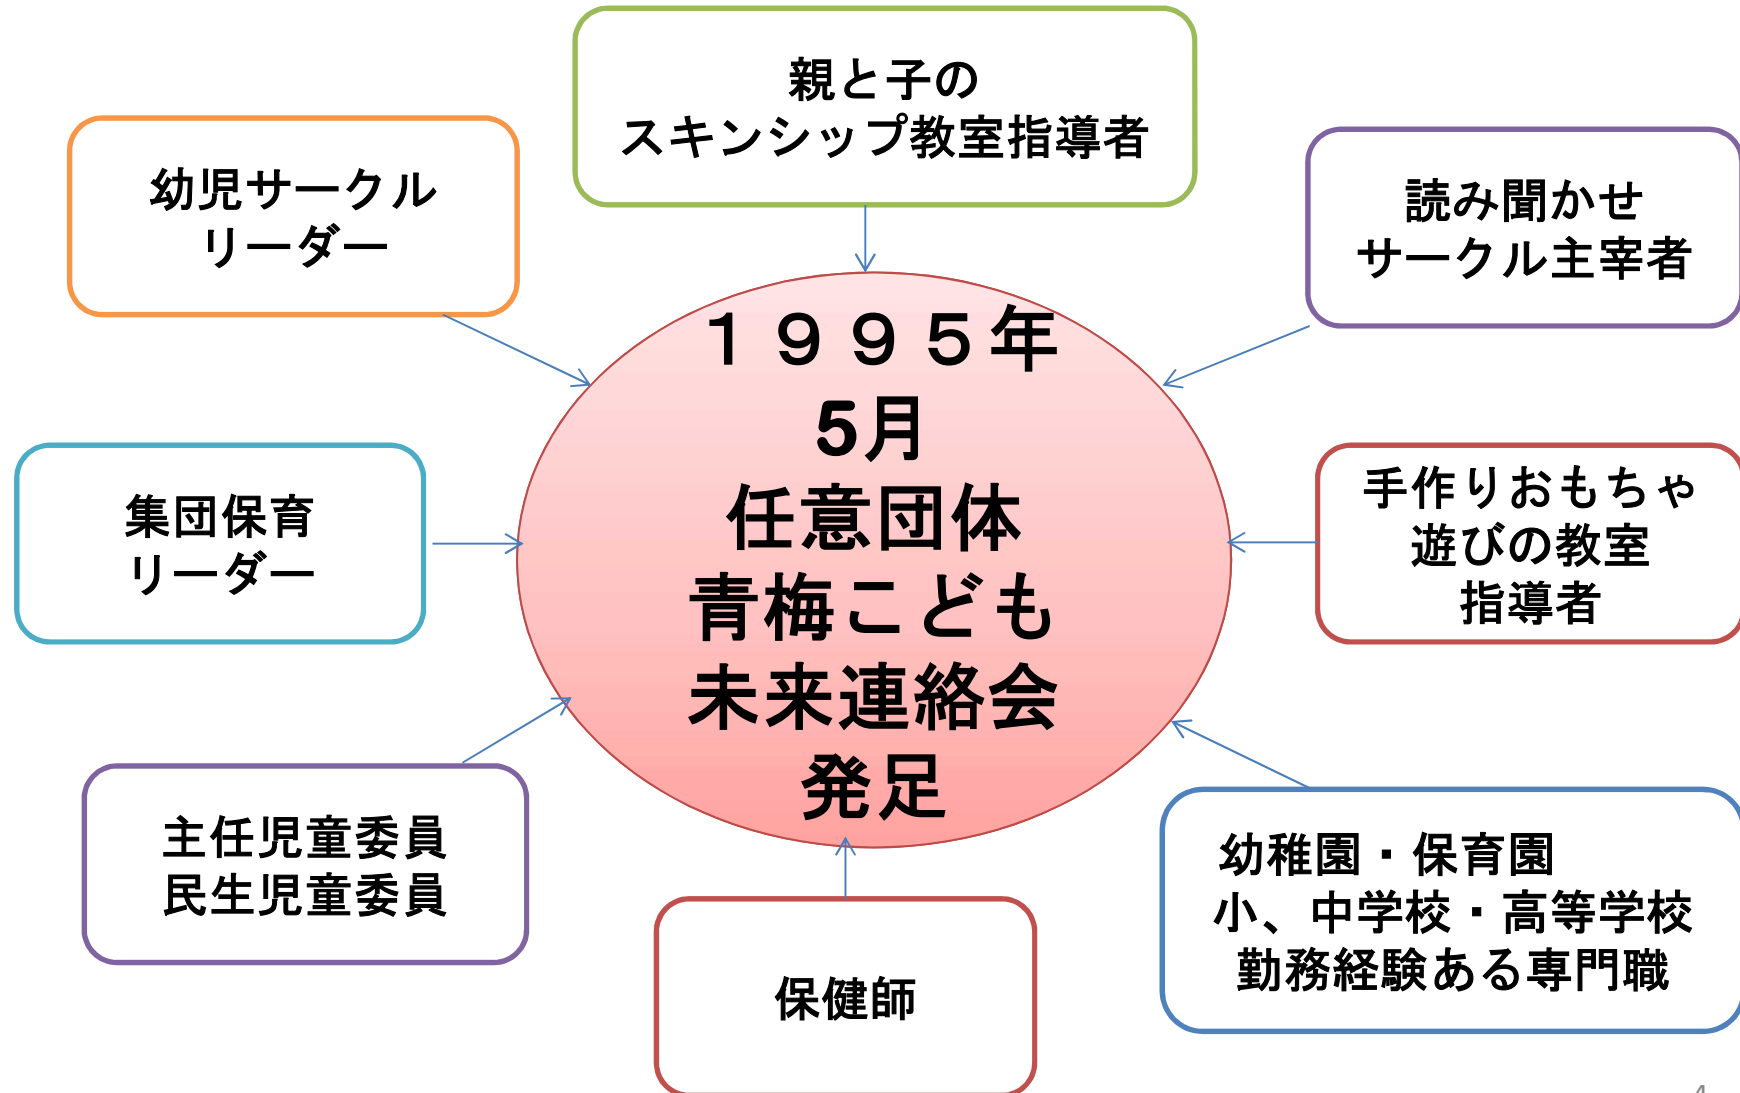 親と子の
スキンシップ教室指導者
幼児サークル
リーダー
読み聞かせ
サークル主宰者
１９９５年
5月
任意団体
青梅こども
未来連絡会
発足
集団保育
リーダー
手作りおもちゃ
遊びの教室
指導者
主任児童委員
民生児童委員
幼稚園・保育園
小、中学校・高等学校
勤務経験ある専門職
保健師